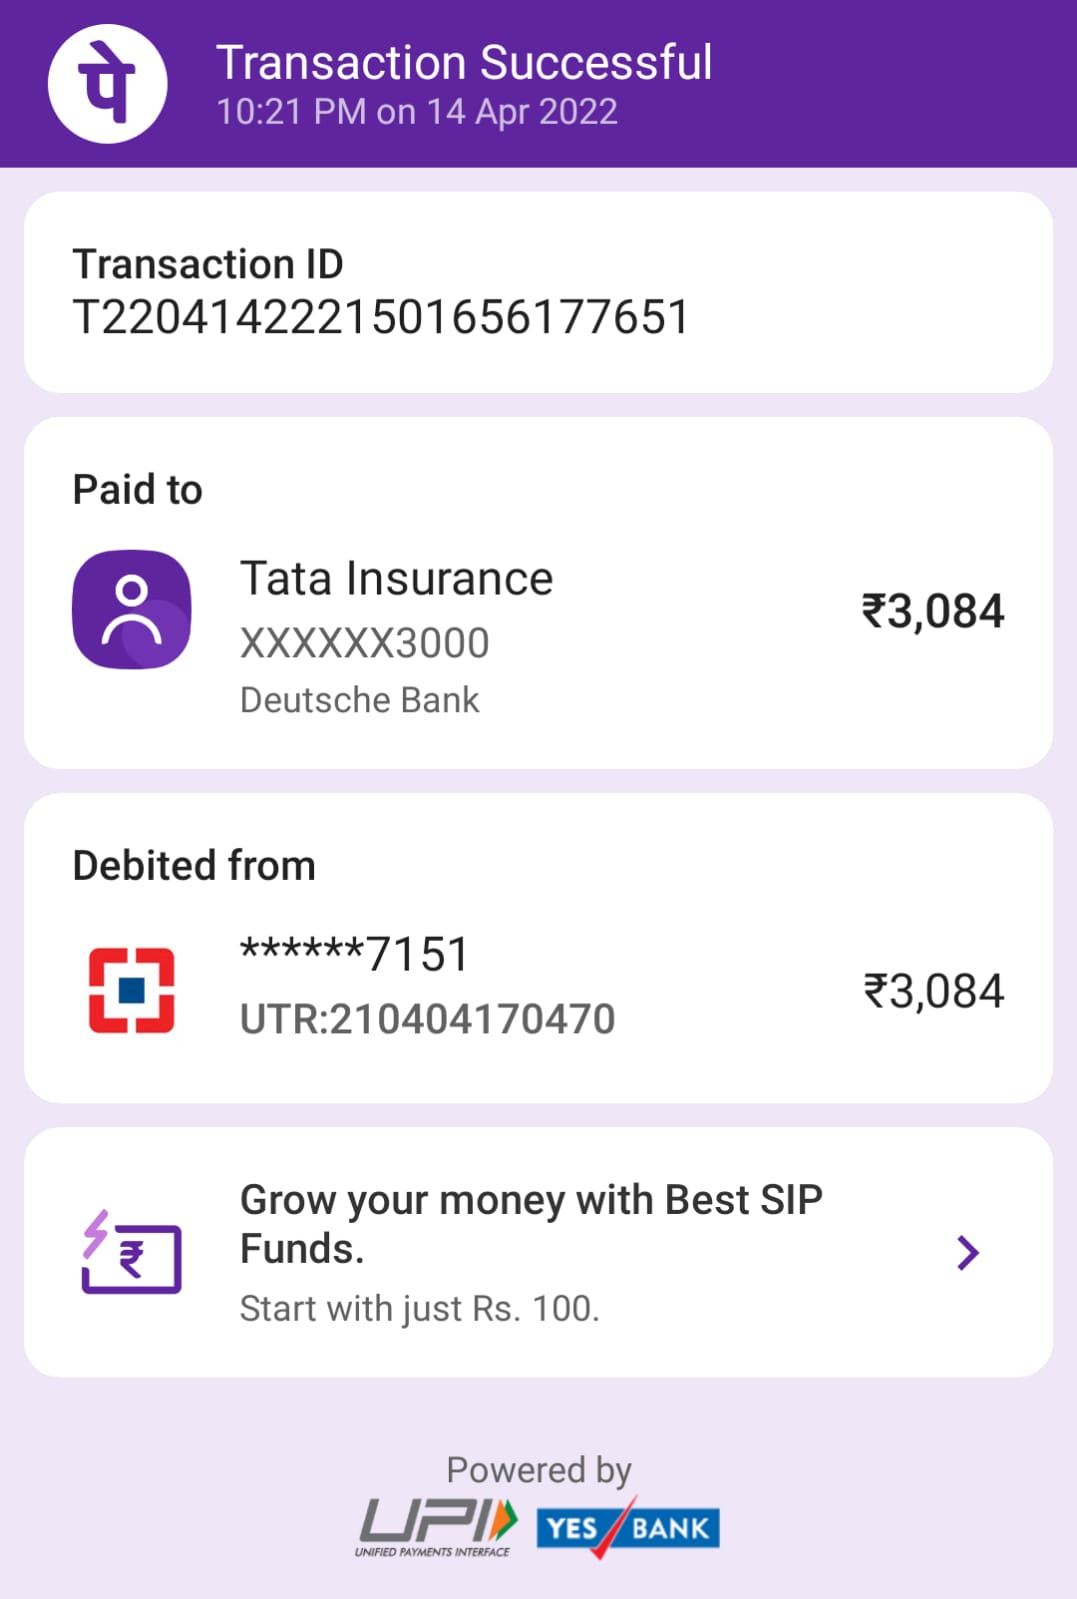 पे
Transaction Successful
10:21 PM on 14 Apr 2022
Transaction ID
T2204142221501656177651
Paid to
Tata Insurance
XXXXXX3000
₹3,084
Deutsche Bank
Debited from
******7151
₹3,084
UTR:210404170470
Grow your money with Best SIP
Funds.
₹
Start with just Rs. 100.
Powered by
UPI
UNIFIED PAYMENTS INTERFACE
YES BANK